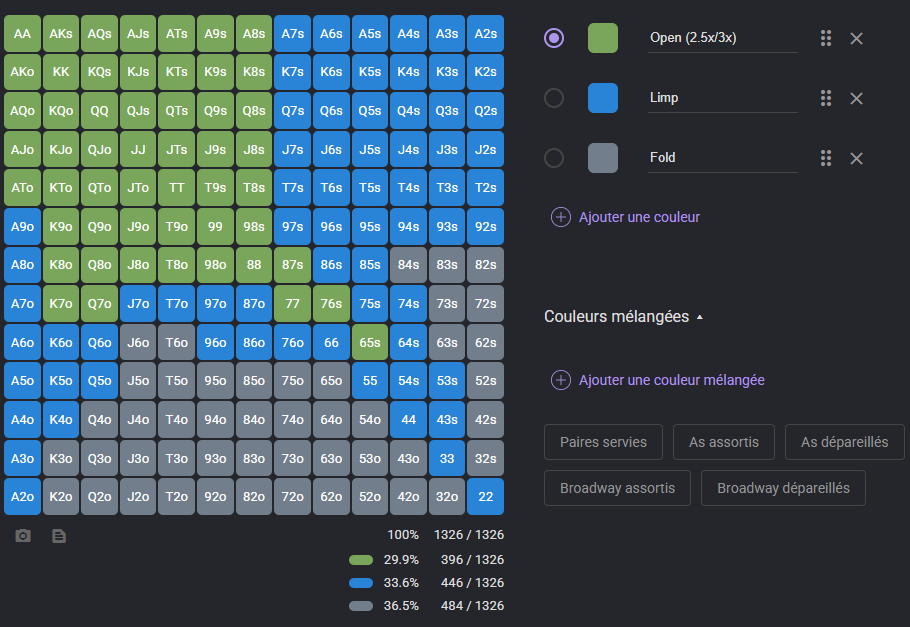 AA AKs AQs AJs ATs A9s A8s A7s A6s A5s A4s A3s A2s
AKo KK KQs KJs KTs K9s K8s K7s K6s K5s K4s K3s K2s
AQo KQo QQ QJs QTs Q9s Q8s Q7s Q6s Q5s Q4s Q3s Q2s
AJo KJo QJo JJ JTs J9s J8s J7s J6s J5s J4s J3s J2s
ATo KTo QTo JTo TT T9s T8s T7s T6s T5s T4s T3s T2s
A9o K9o Q9o J9o T9o 99 98s 97s 96s 95s 94s 93s 92s
A8o K8o Q8o J8o T8o 98o 88 87s 86s 85s 84s 83s 82s
A7o K7o Q7o J7o T7o 97o 87o 77 76s 75s 74s 73s 72s
A6o K6o Q6o J6o T6o 96o 86o 76o 66 65s 64s 63s 62s
A5o K5o Q5o J5o T5o 95o 85o 75o 65o 55 54s 53s 52s
A4o K4o Q4o J4o T4o 94o 84o 74o 64o 54o 44 43s 42s
A3o K3o Q3o J3o T3o 93o 83o 73o 63o 53o 43o 33 32s
A2o K2o Q2o J2o T2o 92o 82o 72o 62o 52o 42o 32o 22
100% 1326 / 1326
29.9% 396 / 1326
33.6% 446 / 1326
36.5% 484 / 1326
Open (2.5x/3x)
Limp
Fold
Ajouter une couleur
Couleurs mélangées
Ajouter une couleur mélangée
Paires servies As assortis As dépareillés
Broadway assortis Broadway dépareillés